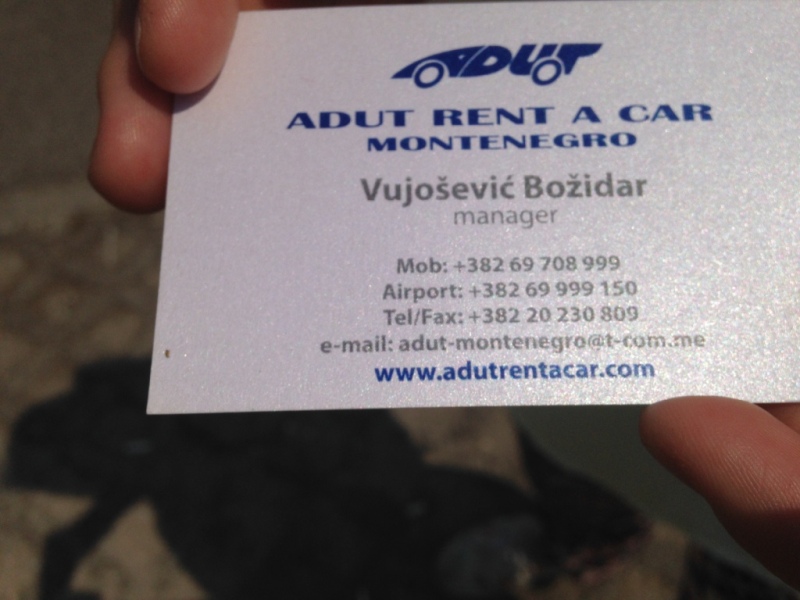 ADUT
ADUT RENT A CAR
MONTENEGRO
Vujošević Božidar
manager
Mob: +382 69 708 999
Airport: +382 69 999 150
Tel/Fax: +382 20 230 809
e-mail: adut-montenegro@t-com.me
www.adutrentacar.com